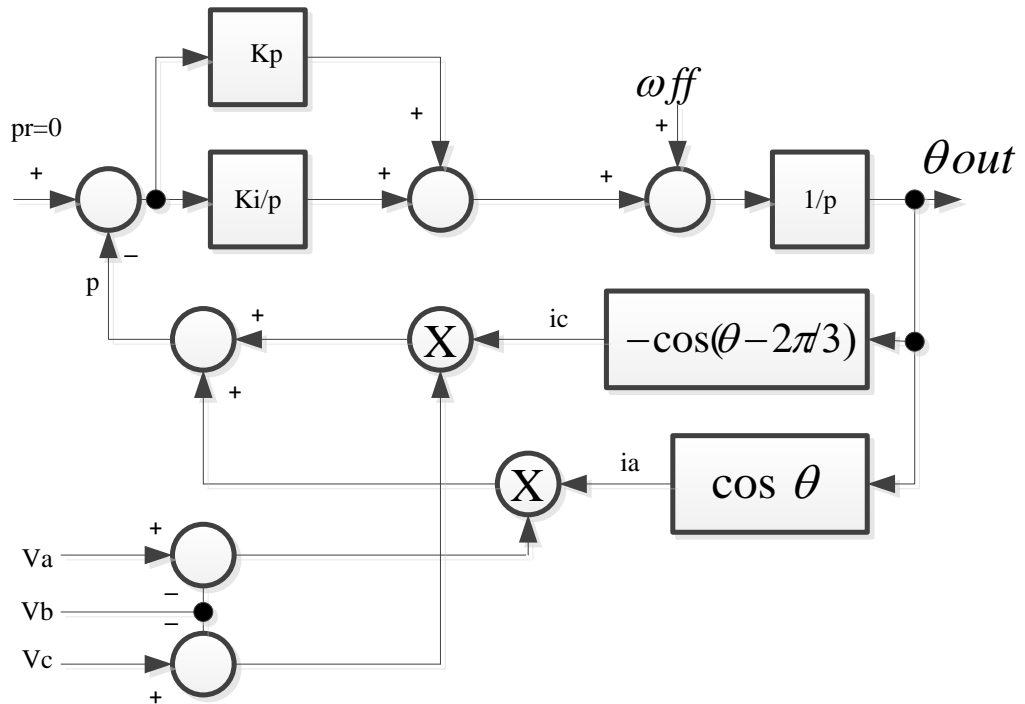 Kp
ωff
pr=0
+
+
+
+
+
θout
Ki/p
1/p
−
p
+
X
ic
−cos(θ−2π/3)
+
X
ia
cos θ
+
Va
−
Vb
−
Vc
+